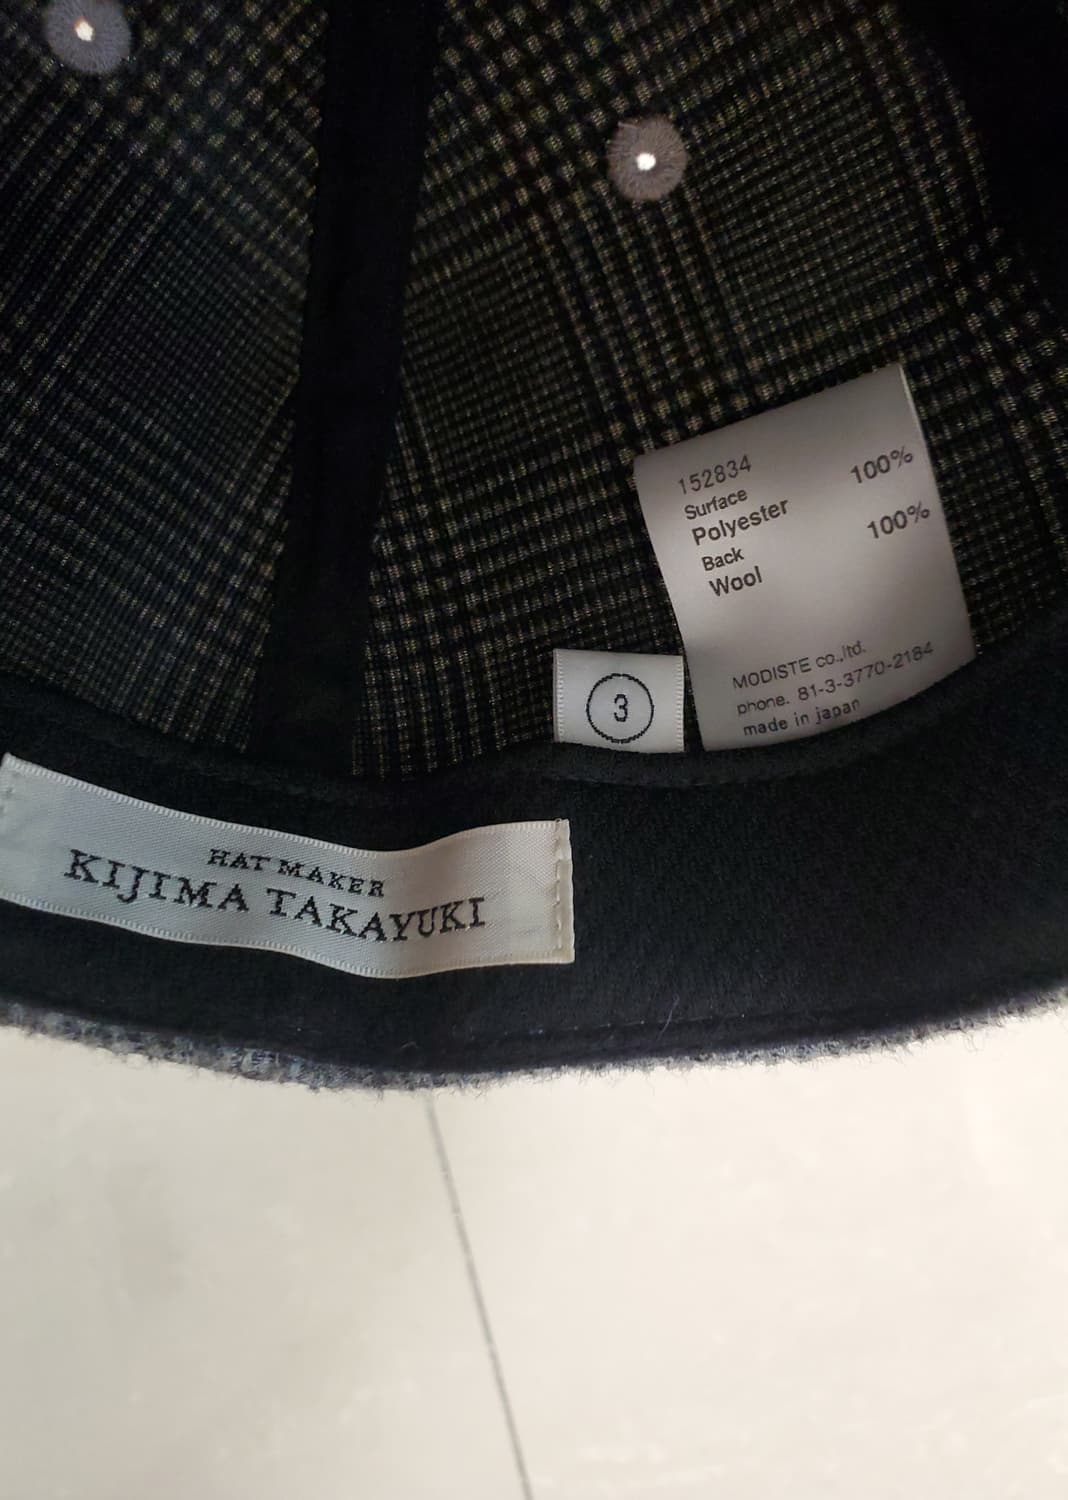 152834
Surface
Polyester 100%
Back
Wool 100%
MODISTE co.,ltd.
phone. 81-3-3770-2184
made in japan
3
HAT MAKER
KIJIMA TAKAYUKI